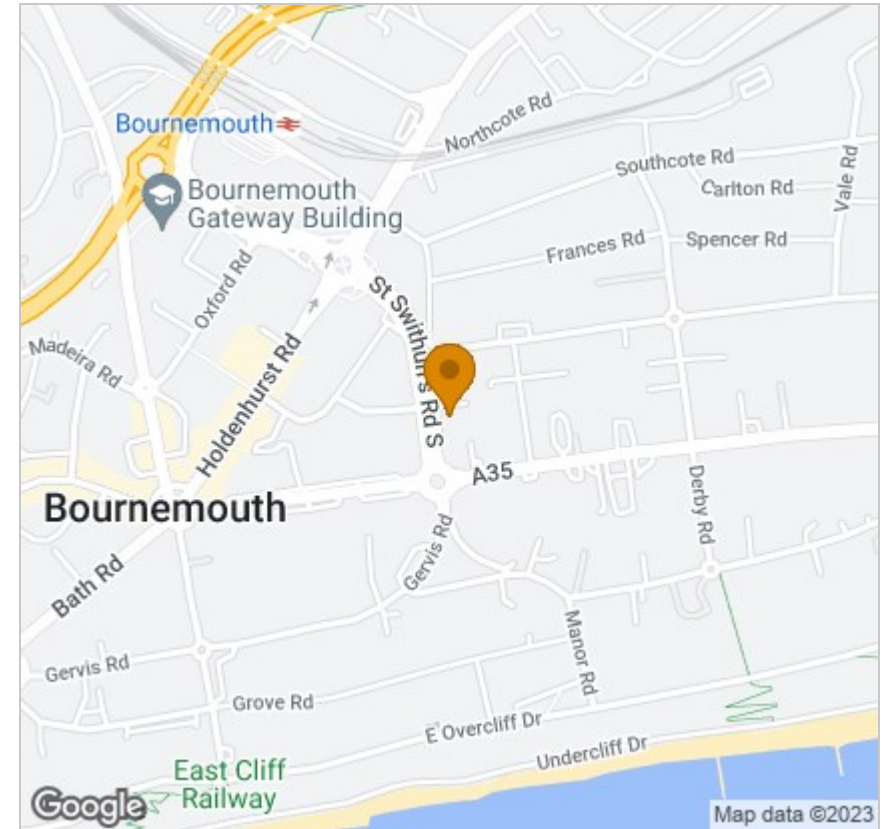 Northcote Rd
Bournemouth
Southcote Rd
Carlton Rd
Vale Rd
Bournemouth
Gateway Building
Frances Rd
Spencer Rd
Oxford Rd
St Swithun's Rd S
Madeira Rd
Holdenhurst Rd
A35
Derby Rd
Bournemouth
Gervis Rd
Bath Rd
Manor Rd
Gervis Rd
Grove Rd
E Overcliff Dr
Undercliff Dr
East Cliff
Railway
Google
Map data ©2023